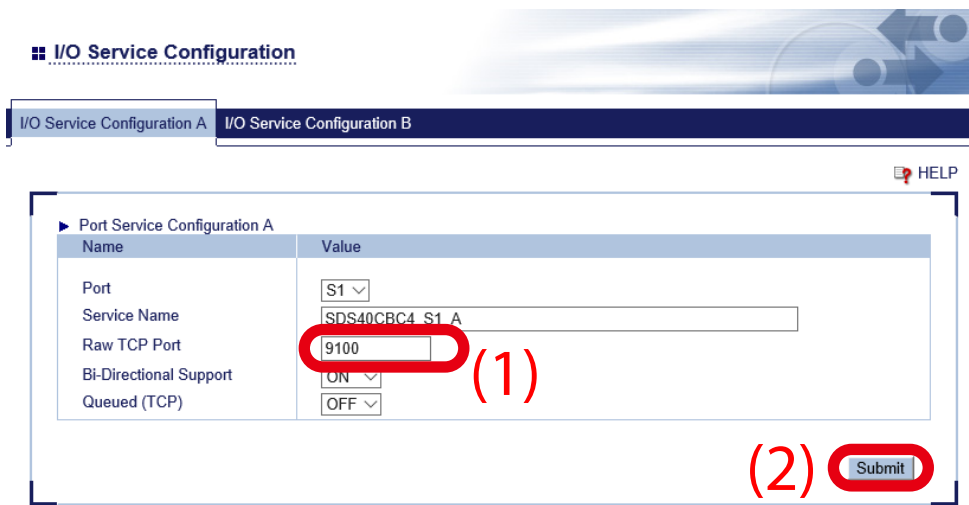 I/O Service Configuration
I/O Service Configuration A I/O Service Configuration B
HELP
Port Service Configuration A
Name Value
Port S1
Service Name SDS40CBC4_S1_A
Raw TCP Port 9100 (1)
Bi-Directional Support ON
Queued (TCP) OFF
(2) Submit